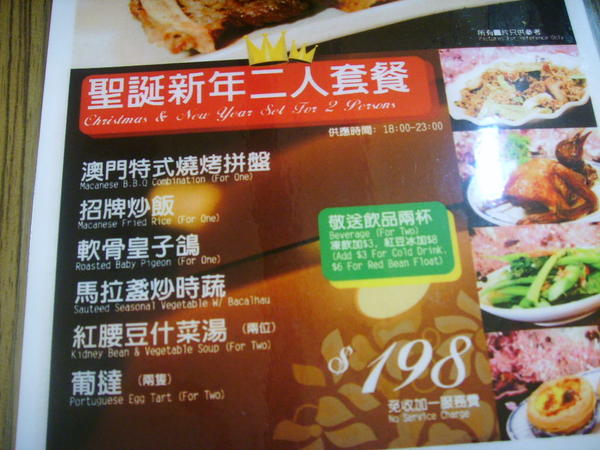 所有圖片只供參考
Pictures For Reference Only
聖誕新年二人套餐
Christmas & New Year Set For 2 Persons
供應時間: 18:00-23:00
澳門特式燒烤拼盤
Macanese B.B.Q Combination (For One)
招牌炒飯
Macanese Fried Rice (For One)
軟骨皇子鴿
Roasted Baby Pigeon (For One)
馬拉盞炒時蔬
Sauteed Seasonal Vegetable W/ Bacalhau
紅腰豆什菜湯 (兩位)
Kidney Bean & Vegetable Soup (For Two)
葡撻 (兩隻)
Portuguese Egg Tart (For Two)
敬送飲品兩杯
Beverage (For Two)
凍飲加$3, 紅豆冰加$8
(Add $3 For Cold Drink,
$6 For Red Bean Float)
$198
免收加一服務費
No Service Charge